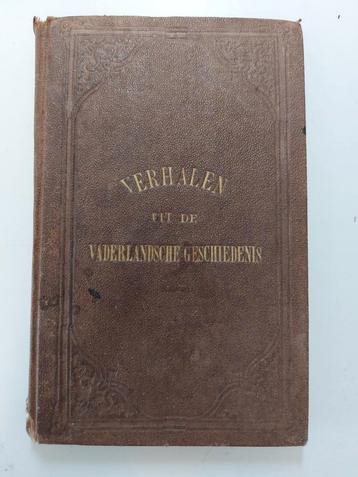 VERHALEN
UIT DE
VADERLANDSCHE GESCHIEDENIS